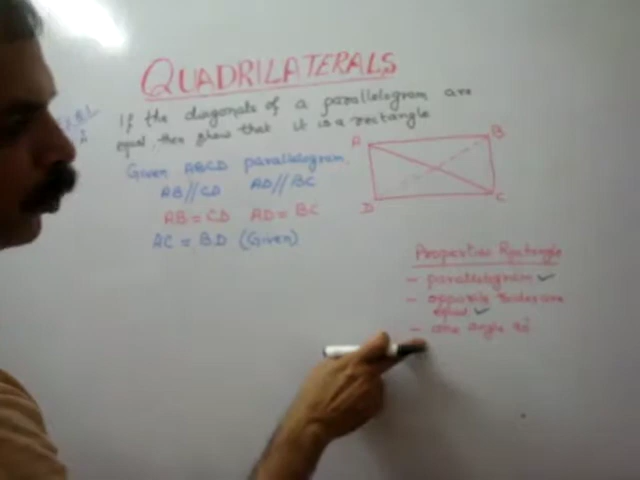 QUADRILATERALS
If the diagonals of a parallelogram are
equal, then show that it is a rectangle
Given ABCD parallelogram
AB//CD AD//BC
AB = CD AD = BC
AC = BD (Given)
A B
D C
Properties Rectangle
- parallelogram ✓
- opposite sides are
equal ✓
- one angle 90°